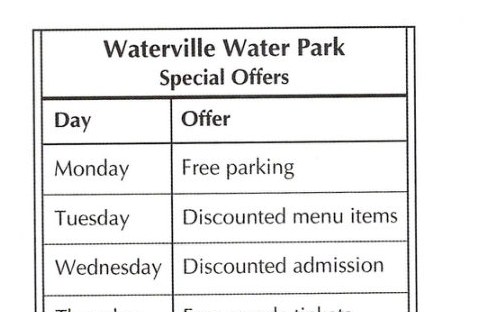 Waterville Water Park
Special Offers
Day Offer
Monday Free parking
Tuesday Discounted menu items
Wednesday Discounted admission